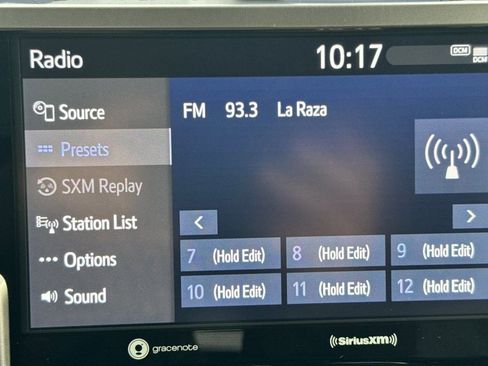 Radio 10:17 DCM
DCM
Source
FM 93.3 La Raza
Presets
SXM Replay
Station List
< >
7 (Hold Edit) 8 (Hold Edit) 9 (Hold Edit)
Options
10 (Hold Edit) 11 (Hold Edit) 12 (Hold Edit)
Sound
gracenote ((SiriusXM))